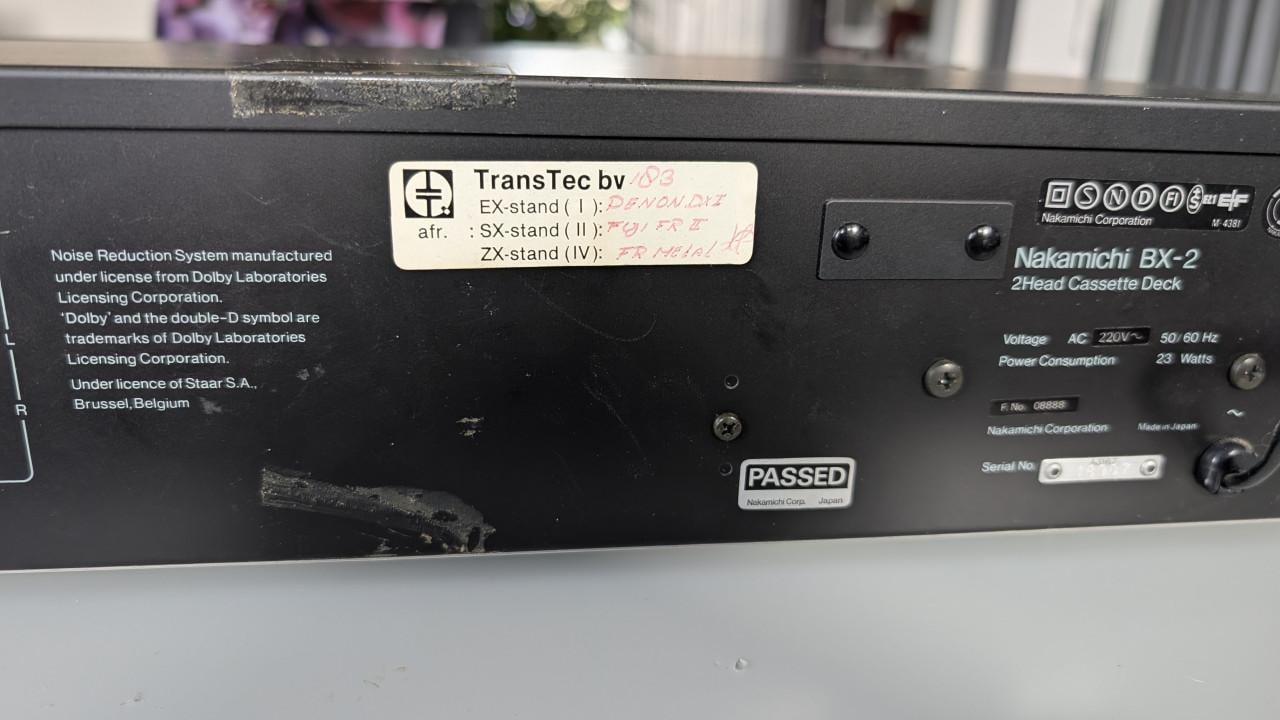 L
R
Noise Reduction System manufactured
under license from Dolby Laboratories
Licensing Corporation.
'Dolby' and the double-D symbol are
trademarks of Dolby Laboratories
Licensing Corporation.
Under licence of Staar S.A.,
Brussel, Belgium
TransTec bv 183
EX-stand ( I ): DENON DXI
afr. : SX-stand ( II ): FUJI FR II
ZX-stand (IV): FR METAL
PASSED
Nakamichi Corp. Japan
S N D FI S
Nakamichi Corporation M 4381
Nakamichi BX-2
2Head Cassette Deck
Voltage AC 220V~ 50/60 Hz
Power Consumption 23 Watts
F. No. 08888
Nakamichi Corporation Made in Japan
~
Serial No.